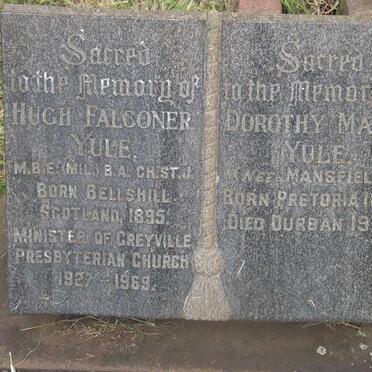 Sacred
to the Memory of
HUGH FALCONER
YULE.
M.B.E. (MIL) B.A. CH.ST.J.
BORN BELLSHILL
SCOTLAND, 1895.
MINISTER OF GREYVILLE
PRESBYTERIAN CHURCH
1927 - 1969.
Sacred
to the Memor
DOROTHY MA
YULE.
(NEE MANSFIEL
BORN PRETORIA 1
DIED DURBAN 19